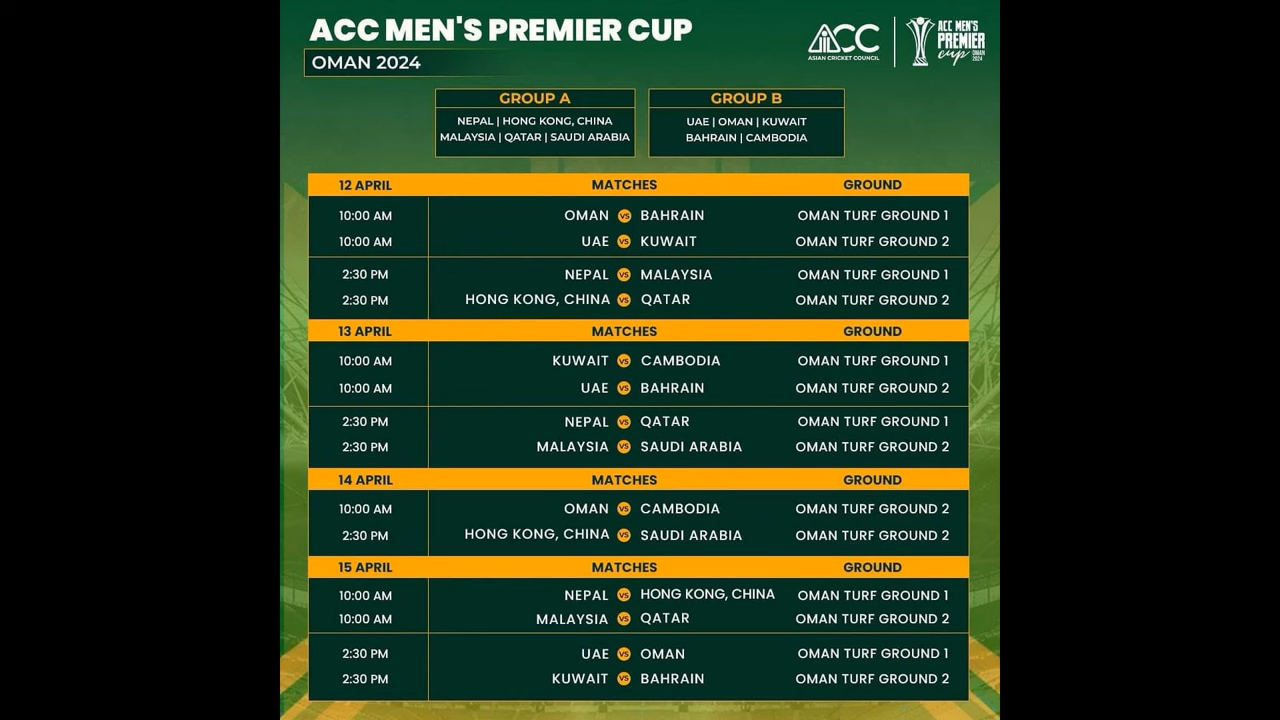 ACC MEN'S PREMIER CUP
OMAN 2024
ACC
ASIAN CRICKET COUNCIL
ACC MEN'S
PREMIER
cup OMAN 2024
GROUP A
NEPAL | HONG KONG, CHINA
MALAYSIA | QATAR | SAUDI ARABIA
GROUP B
UAE | OMAN | KUWAIT
BAHRAIN | CAMBODIA
12 APRIL MATCHES GROUND
10:00 AM OMAN VS BAHRAIN OMAN TURF GROUND 1
10:00 AM UAE VS KUWAIT OMAN TURF GROUND 2
2:30 PM NEPAL VS MALAYSIA OMAN TURF GROUND 1
2:30 PM HONG KONG, CHINA VS QATAR OMAN TURF GROUND 2
13 APRIL MATCHES GROUND
10:00 AM KUWAIT VS CAMBODIA OMAN TURF GROUND 1
10:00 AM UAE VS BAHRAIN OMAN TURF GROUND 2
2:30 PM NEPAL VS QATAR OMAN TURF GROUND 1
2:30 PM MALAYSIA VS SAUDI ARABIA OMAN TURF GROUND 2
14 APRIL MATCHES GROUND
10:00 AM OMAN VS CAMBODIA OMAN TURF GROUND 2
2:30 PM HONG KONG, CHINA VS SAUDI ARABIA OMAN TURF GROUND 2
15 APRIL MATCHES GROUND
10:00 AM NEPAL VS HONG KONG, CHINA OMAN TURF GROUND 1
10:00 AM MALAYSIA VS QATAR OMAN TURF GROUND 2
2:30 PM UAE VS OMAN OMAN TURF GROUND 1
2:30 PM KUWAIT VS BAHRAIN OMAN TURF GROUND 2